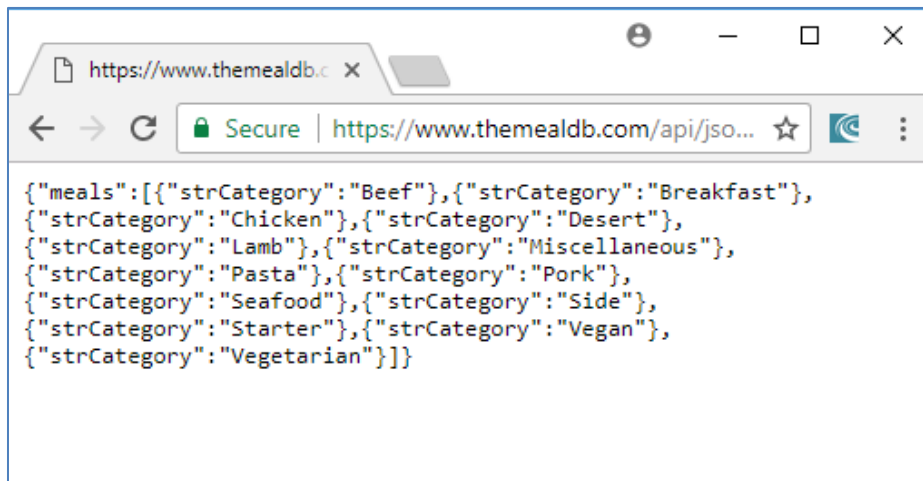 https://www.themealdb.c
Secure | https://www.themealdb.com/api/jso...
{"meals":[{"strCategory":"Beef"},{"strCategory":"Breakfast"},
{"strCategory":"Chicken"},{"strCategory":"Desert"},
{"strCategory":"Lamb"},{"strCategory":"Miscellaneous"},
{"strCategory":"Pasta"},{"strCategory":"Pork"},
{"strCategory":"Seafood"},{"strCategory":"Side"},
{"strCategory":"Starter"},{"strCategory":"Vegan"},
{"strCategory":"Vegetarian"}]}